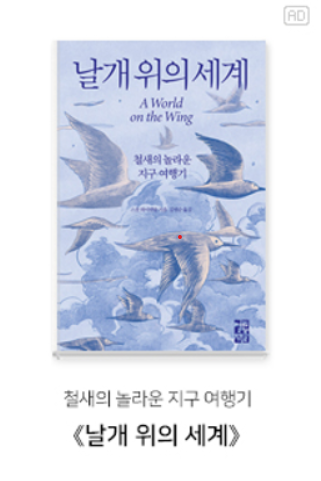 AD
날개 위의 세계
A World
on the Wing
철새의 놀라운
지구 여행기
철새의 놀라운 지구 여행기
《날개 위의 세계》